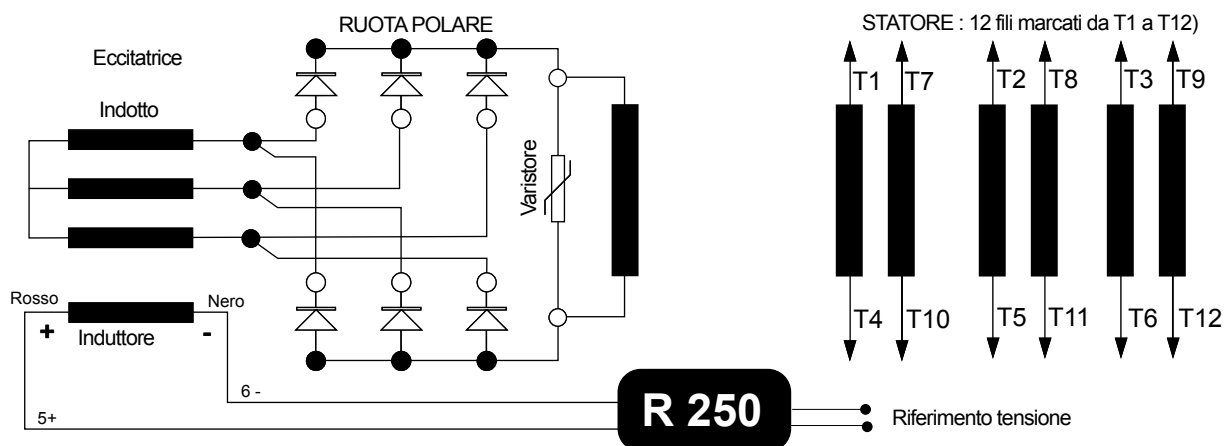 RUOTA POLARE
STATORE : 12 fili marcati da T1 a T12)
Eccitatrice
T1 T7 T2 T8 T3 T9
Indotto
Varistore
Rosso Nero
+ -
Induttore
T4 T10 T5 T11 T6 T12
6 -
5+
R 250
Riferimento tensione